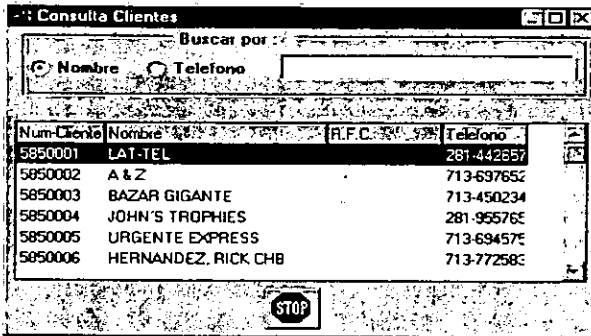 Consulta Clientes
Buscar por :
Nombre Telefono
Num-Cliente Nombre R.F.C. Telefono
5850001 LAT-TEL 281-442657
5850002 A & Z 713-697652
5850003 BAZAR GIGANTE 713-450234
5850004 JOHN'S TROPHIES 281-955765
5850005 URGENTE EXPRESS 713-694575
5850006 HERNANDEZ, RICK CHB 713-772583
STOP